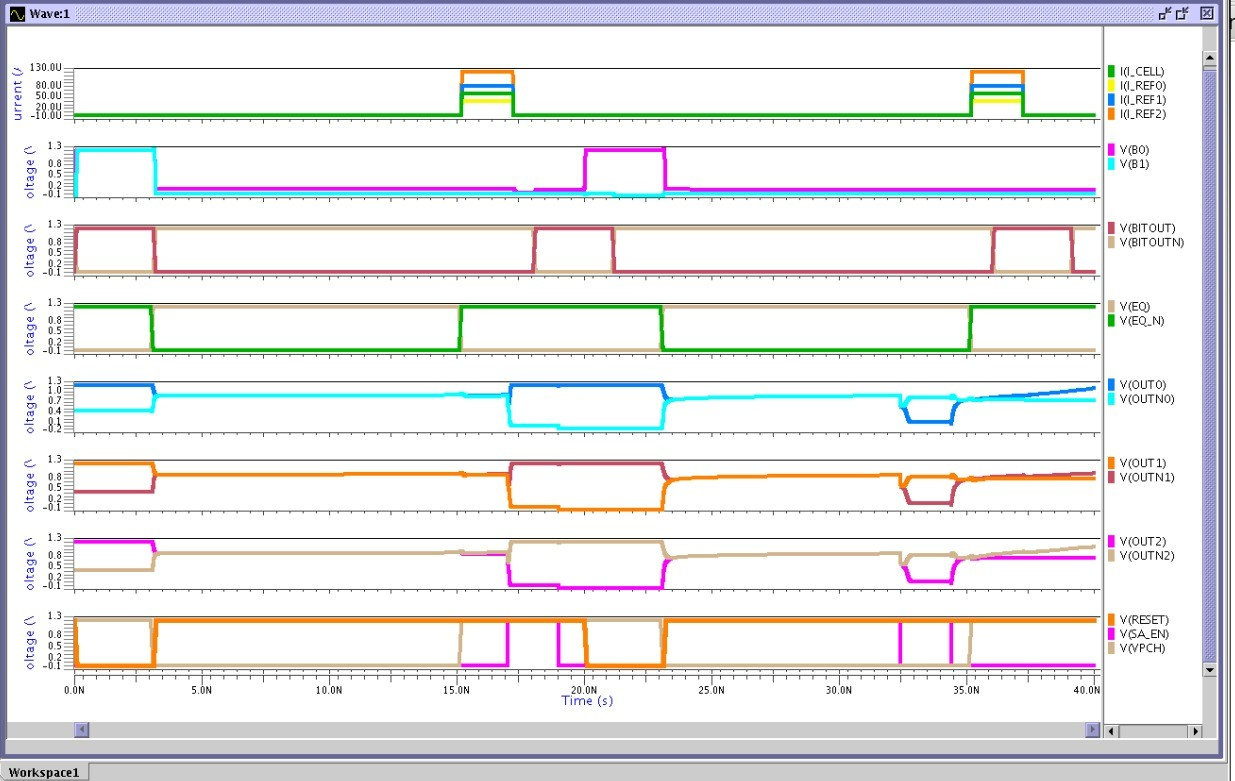 Wave:1
urrent (/
130.0U
80.0U
50.0U
20.0U
-10.0U
I(I_CELL)
I(I_REF0)
I(I_REF1)
I(I_REF2)
oltage (\
1.3
0.8
0.5
0.2
-0.1
V(B0)
V(B1)
oltage (\
1.3
0.8
0.5
0.2
-0.1
V(BITOUT)
V(BITOUTN)
oltage (\
1.3
0.8
0.5
0.2
-0.1
V(EQ)
V(EQ_N)
oltage (\
1.3
1.0
0.7
0.4
0.1
-0.2
V(OUT0)
V(OUTN0)
oltage (\
1.3
0.8
0.5
0.2
-0.1
V(OUT1)
V(OUTN1)
oltage (\
1.3
0.8
0.5
0.2
-0.1
V(OUT2)
V(OUTN2)
oltage (\
1.3
0.8
0.5
0.2
-0.1
V(RESET)
V(SA_EN)
V(VPCH)
0.0N 5.0N 10.0N 15.0N 20.0N 25.0N 30.0N 35.0N 40.0N
Time (s)
Workspace1